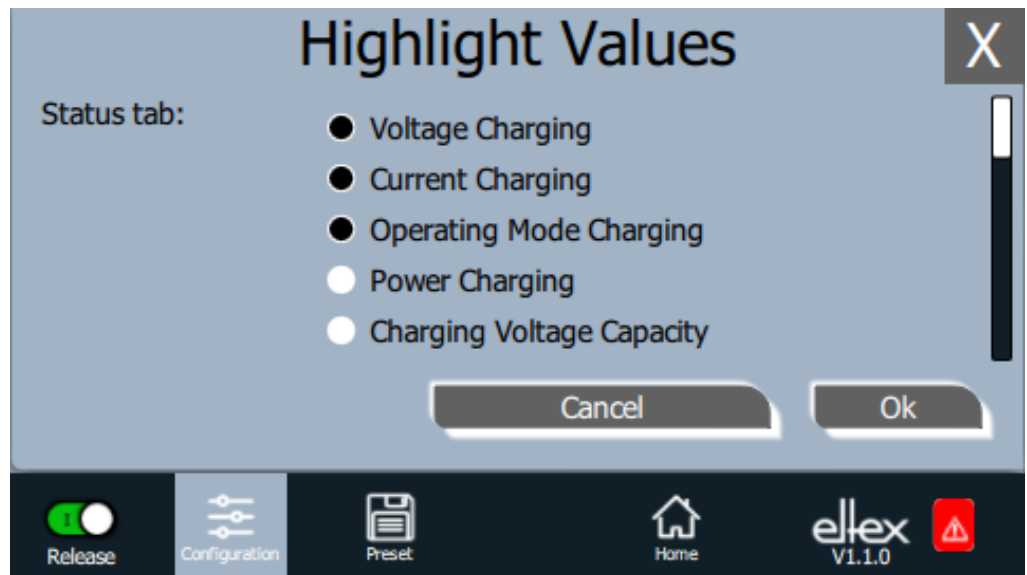 Highlight Values
X
Status tab:
Voltage Charging
Current Charging
Operating Mode Charging
Power Charging
Charging Voltage Capacity
Cancel
Ok
I
Release
Configuration
Preset
Home
eltex
V1.1.0